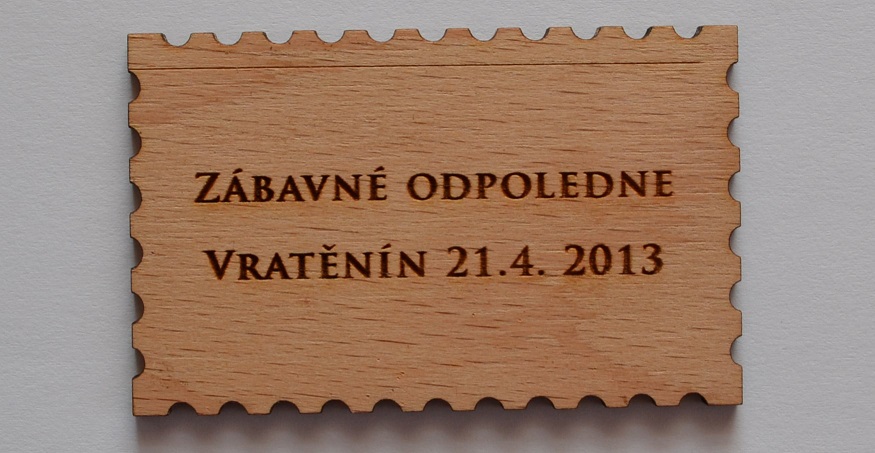 ZÁBAVNÉ ODPOLEDNE
VRATĚNÍN 21.4. 2013